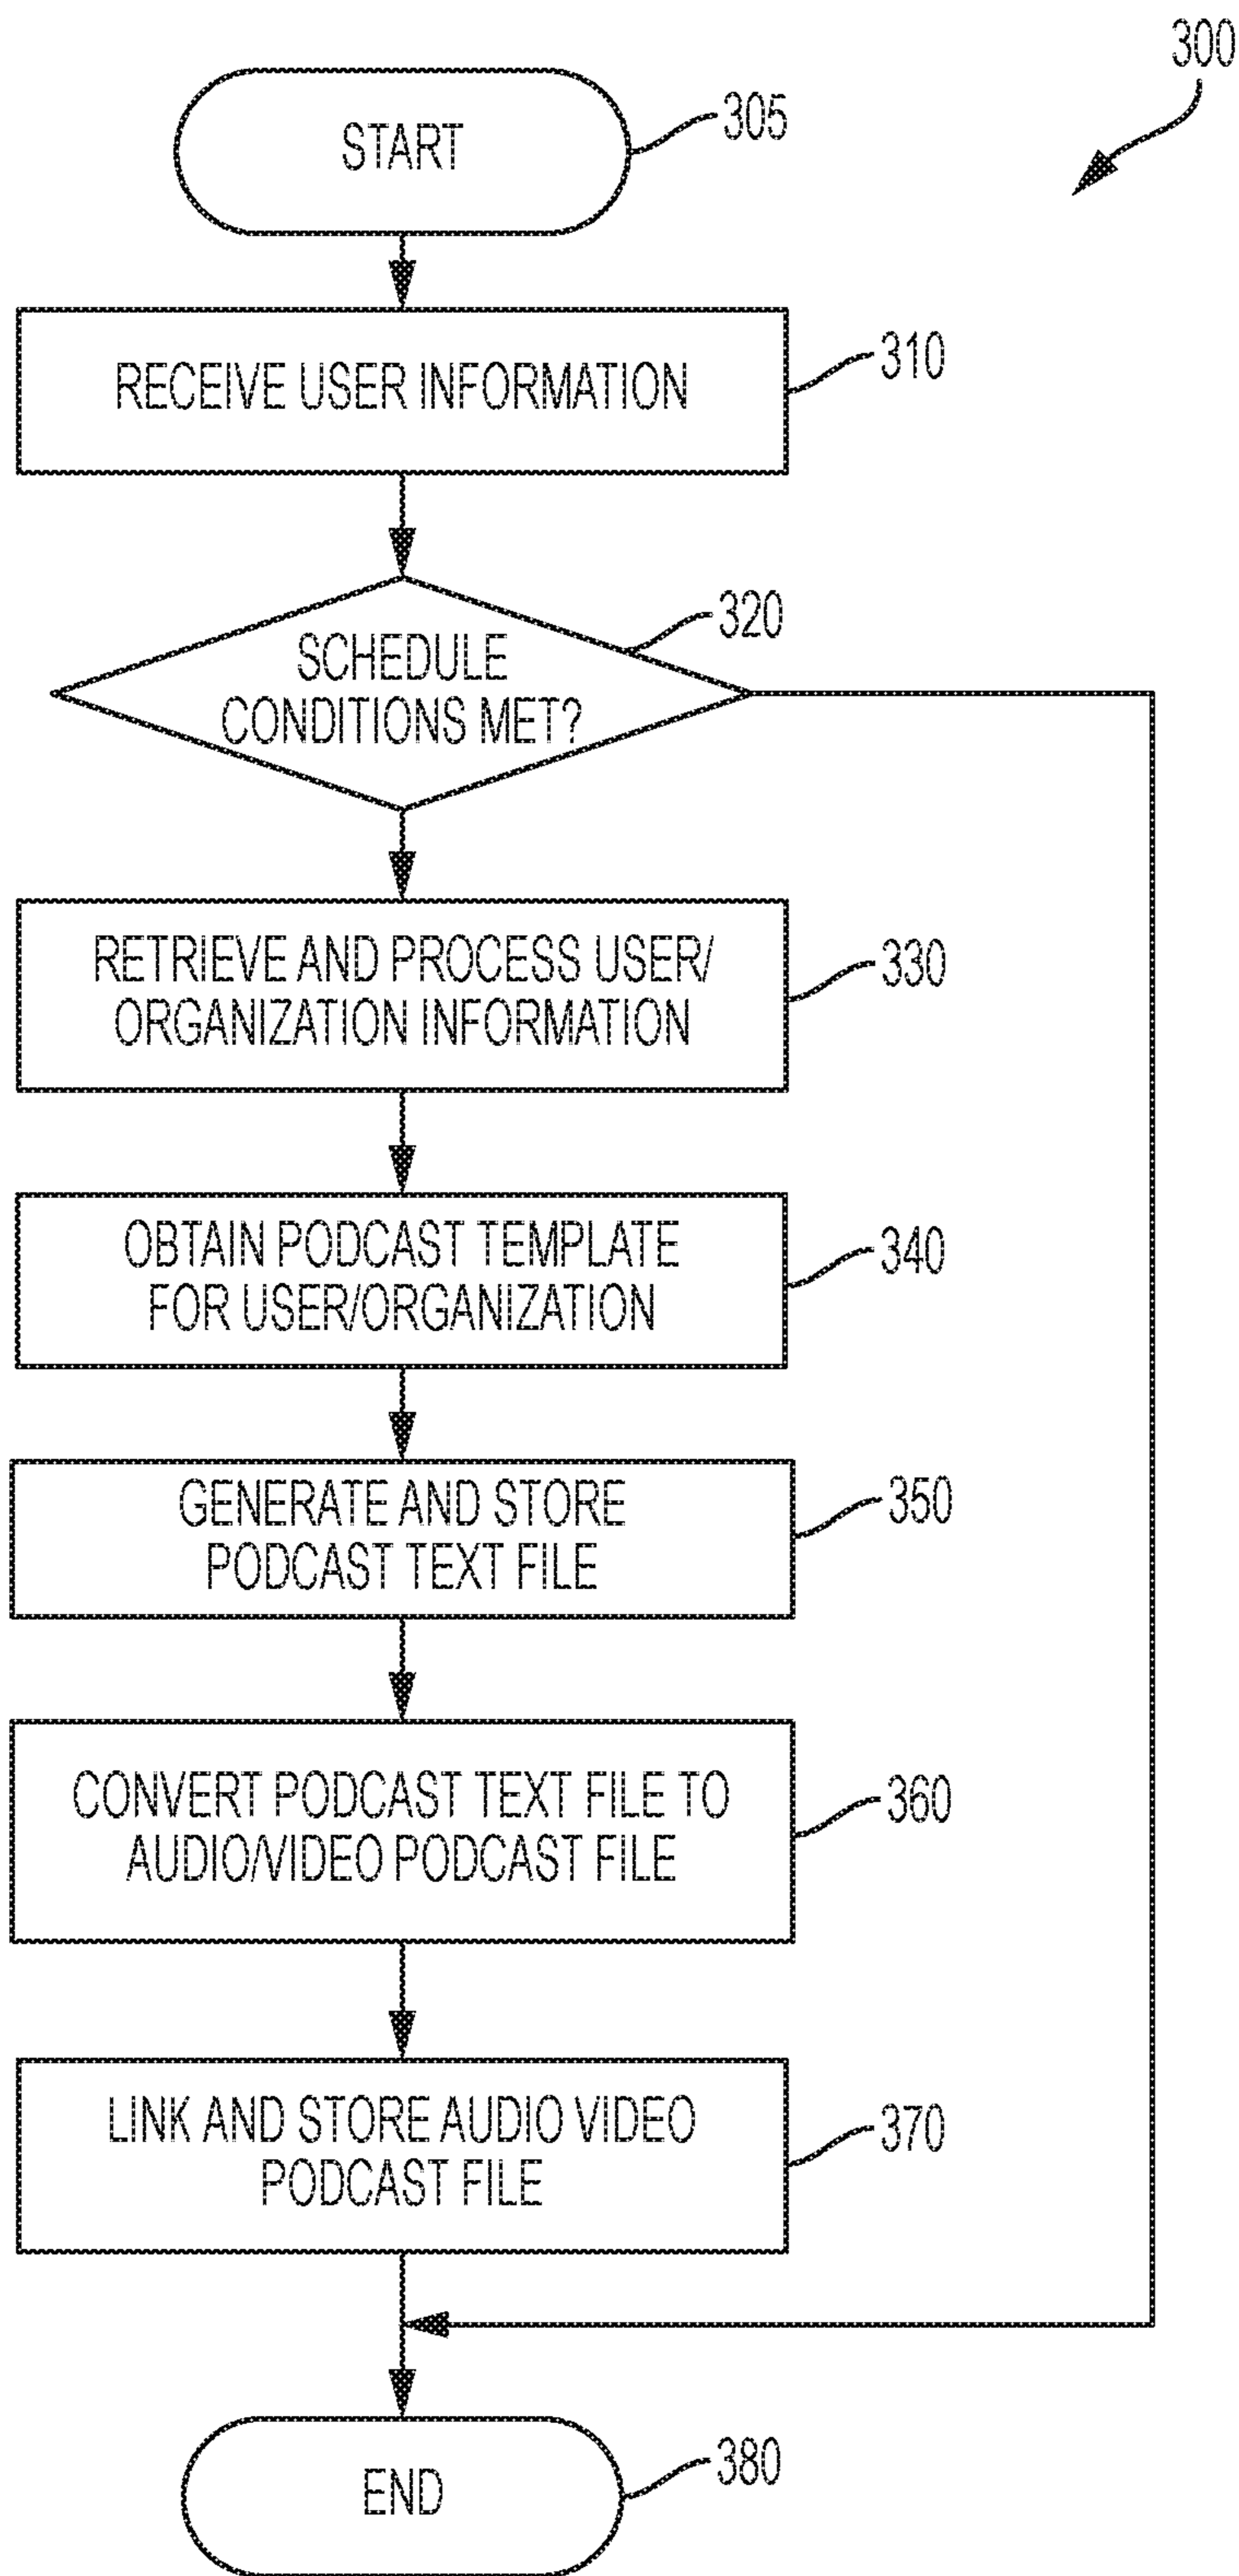 300
START
305
RECEIVE USER INFORMATION
310
SCHEDULE
CONDITIONS MET?
320
RETRIEVE AND PROCESS USER/
ORGANIZATION INFORMATION
330
OBTAIN PODCAST TEMPLATE
FOR USER/ORGANIZATION
340
GENERATE AND STORE
PODCAST TEXT FILE
350
CONVERT PODCAST TEXT FILE TO
AUDIO/VIDEO PODCAST FILE
360
LINK AND STORE AUDIO VIDEO
PODCAST FILE
370
END
380